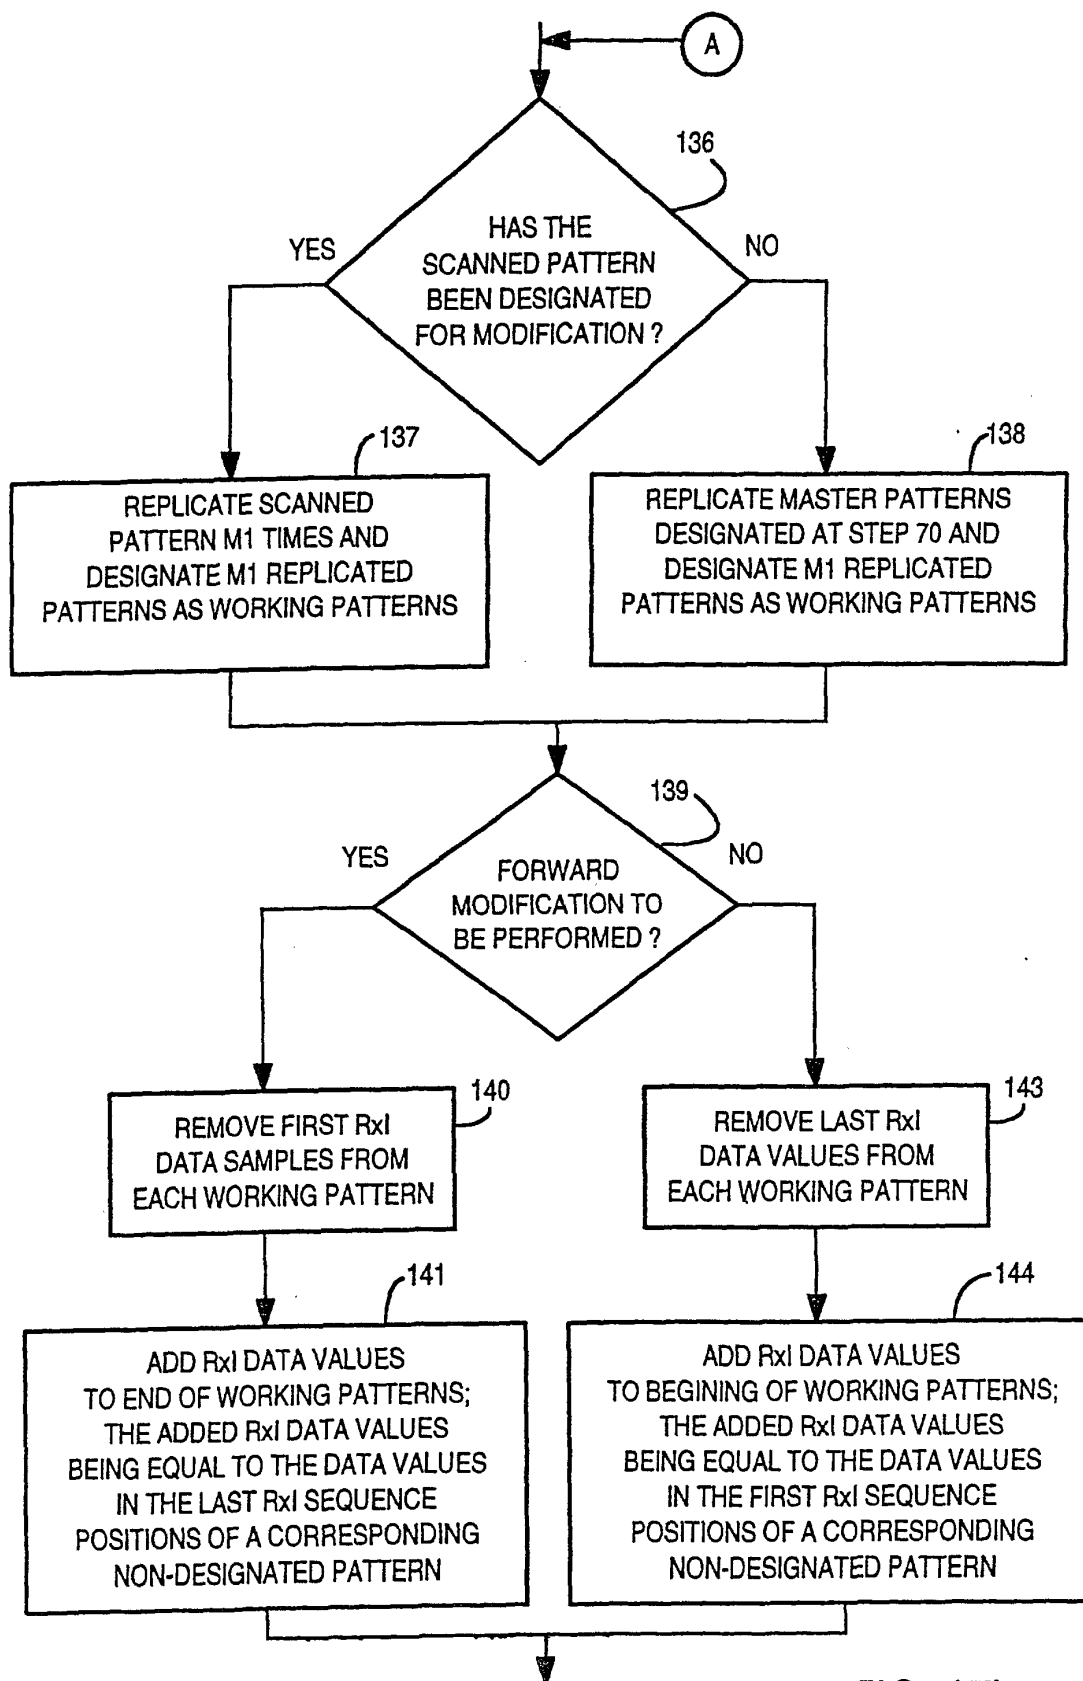 A
136
HAS THE
SCANNED PATTERN
BEEN DESIGNATED
FOR MODIFICATION ?
YES
NO
137
REPLICATE SCANNED
PATTERN M1 TIMES AND
DESIGNATE M1 REPLICATED
PATTERNS AS WORKING PATTERNS
138
REPLICATE MASTER PATTERNS
DESIGNATED AT STEP 70 AND
DESIGNATE M1 REPLICATED
PATTERNS AS WORKING PATTERNS
139
YES
NO
FORWARD
MODIFICATION TO
BE PERFORMED ?
140
REMOVE FIRST RxI
DATA SAMPLES FROM
EACH WORKING PATTERN
143
REMOVE LAST RxI
DATA VALUES FROM
EACH WORKING PATTERN
141
ADD RxI DATA VALUES
TO END OF WORKING PATTERNS;
THE ADDED RxI DATA VALUES
BEING EQUAL TO THE DATA VALUES
IN THE LAST RxI SEQUENCE
POSITIONS OF A CORRESPONDING
NON-DESIGNATED PATTERN
144
ADD RxI DATA VALUES
TO BEGINING OF WORKING PATTERNS;
THE ADDED RxI DATA VALUES
BEING EQUAL TO THE DATA VALUES
IN THE FIRST RxI SEQUENCE
POSITIONS OF A CORRESPONDING
NON-DESIGNATED PATTERN